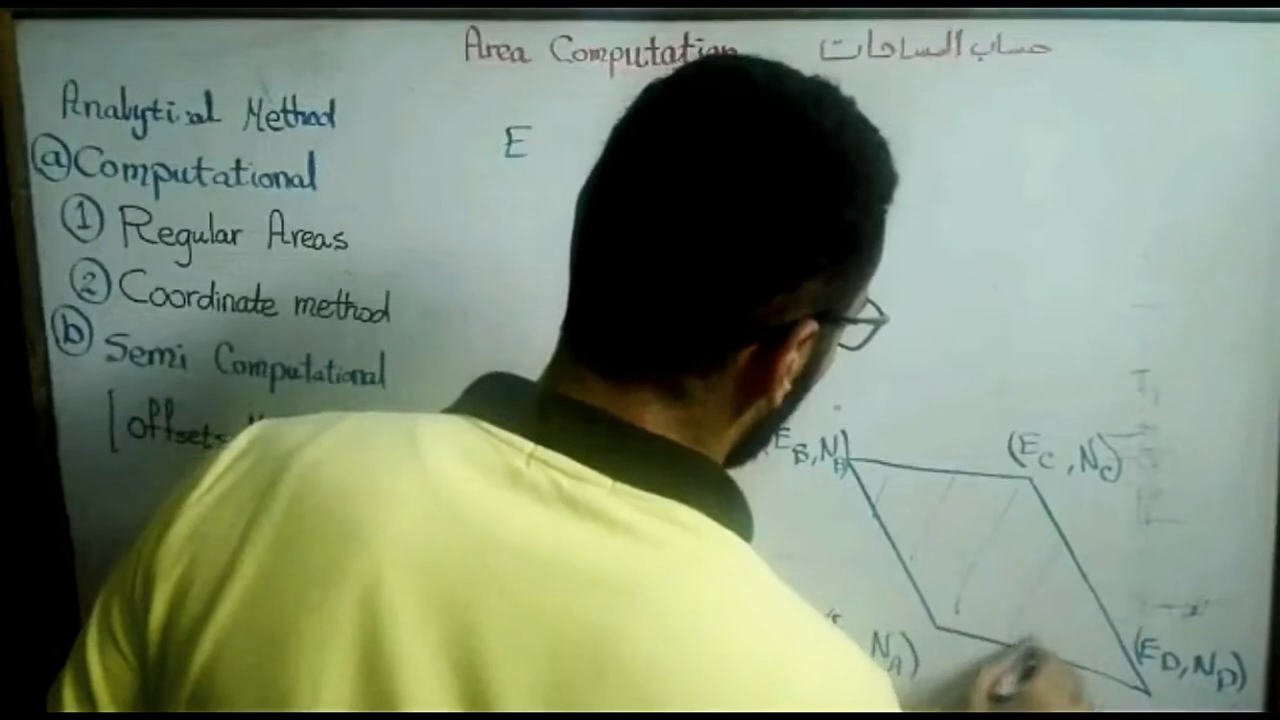 Area Computation حساب المساحات
Analytical Method
ⓐ Computational
① Regular Areas
② Coordinate method
ⓑ Semi Computational
[offsets
E
(E_B, N_B)
(E_C, N_C)
N_A)
(E_D, N_D)